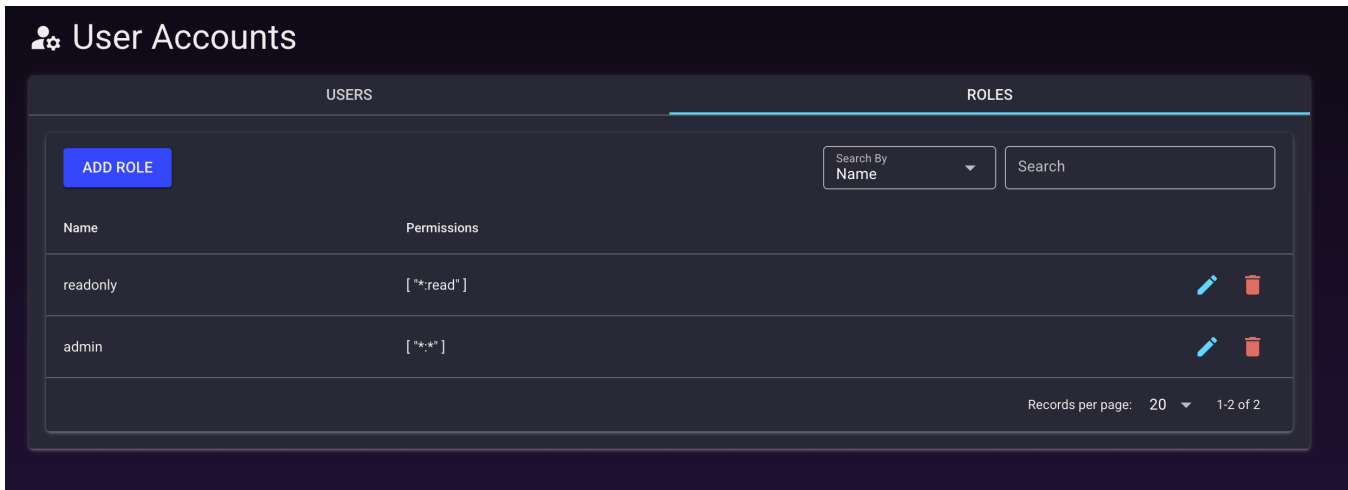 User Accounts
USERS ROLES
ADD ROLE
Search By
Name
Search
Name Permissions
readonly [ "*:read" ]
admin [ "*:*" ]
Records per page: 20 1-2 of 2